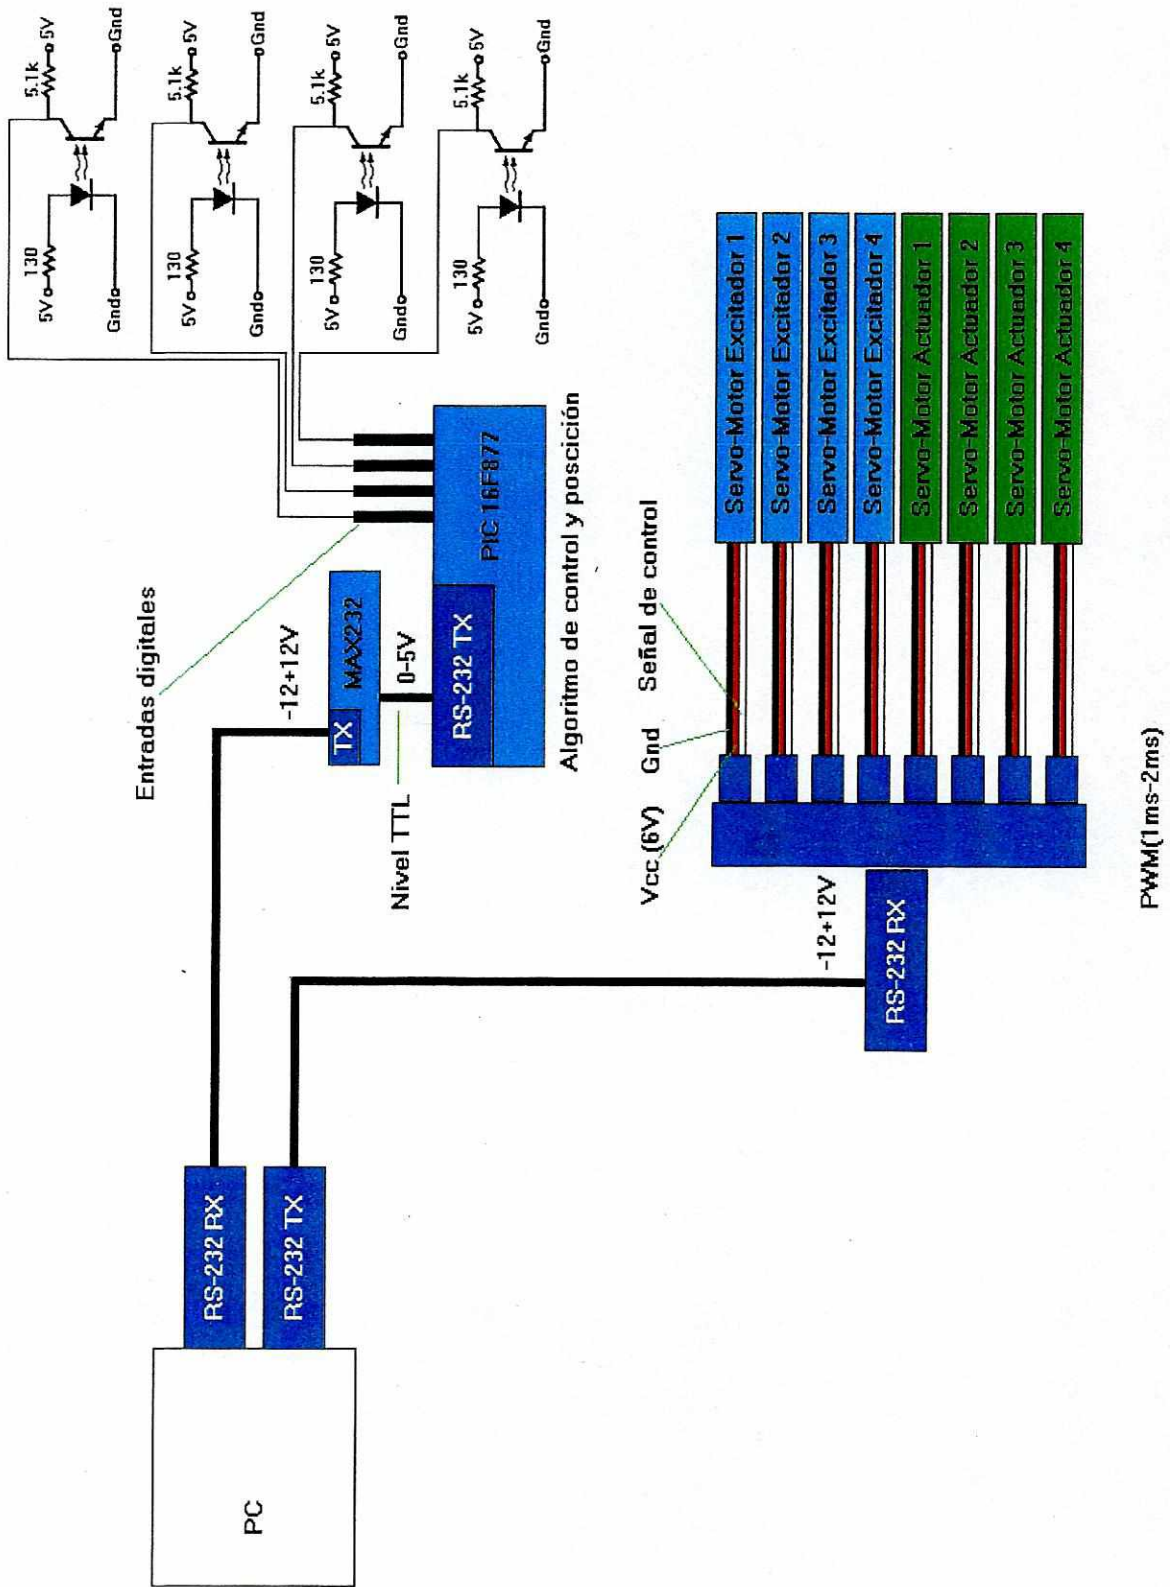 PC
RS-232 RX
RS-232 TX
Entradas digitales
-12+12V
TX
MAX232
0-5V
Nivel TTL
RS-232 TX
PIC 16F877
Algoritmo de control y posción
5V
130
Gnd
5.1k
5V
Gnd
5V
130
Gnd
5.1k
5V
Gnd
5V
130
Gnd
5.1k
5V
Gnd
5V
130
Gnd
5.1k
5V
Gnd
Vcc (6V)
Gnd
Señal de control
-12+12V
RS-232 RX
Servo-Motor Excitador 1
Servo-Motor Excitador 2
Servo-Motor Excitador 3
Servo-Motor Excitador 4
Servo-Motor Actuador 1
Servo-Motor Actuador 2
Servo-Motor Actuador 3
Servo-Motor Actuador 4
PWM(1ms-2ms)